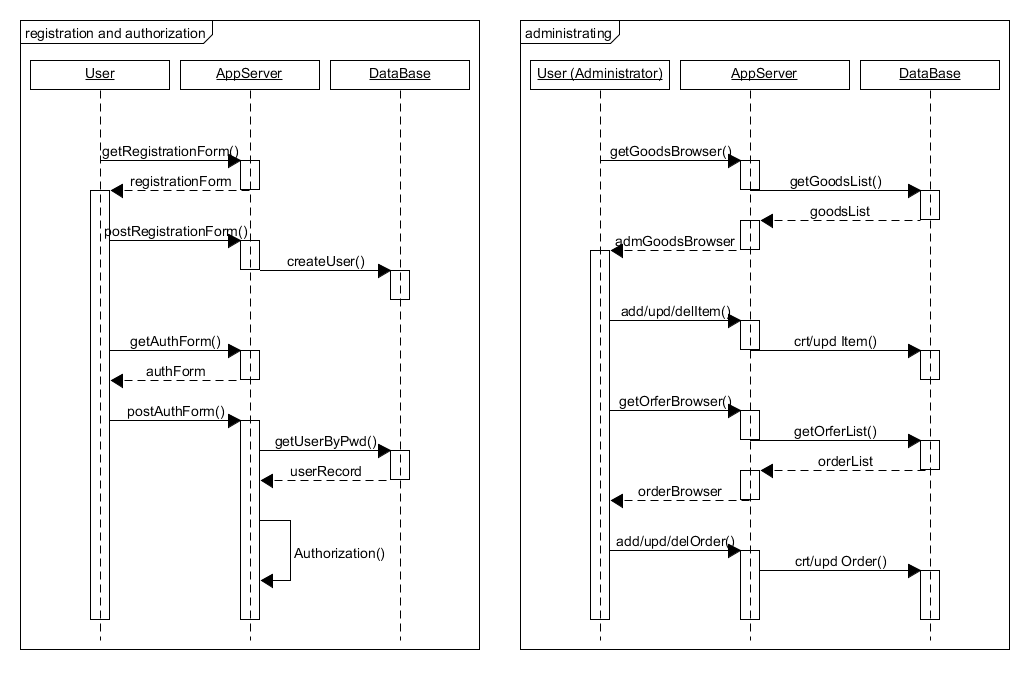 registration and authorization
User
AppServer
DataBase
getRegistrationForm()
registrationForm
postRegistrationForm()
createUser()
getAuthForm()
authForm
postAuthForm()
getUserByPwd()
userRecord
Authorization()
administrating
User (Administrator)
AppServer
DataBase
getGoodsBrowser()
getGoodsList()
goodsList
admGoodsBrowser
add/upd/delItem()
crt/upd Item()
getOrferBrowser()
getOrferList()
orderList
orderBrowser
add/upd/delOrder()
crt/upd Order()